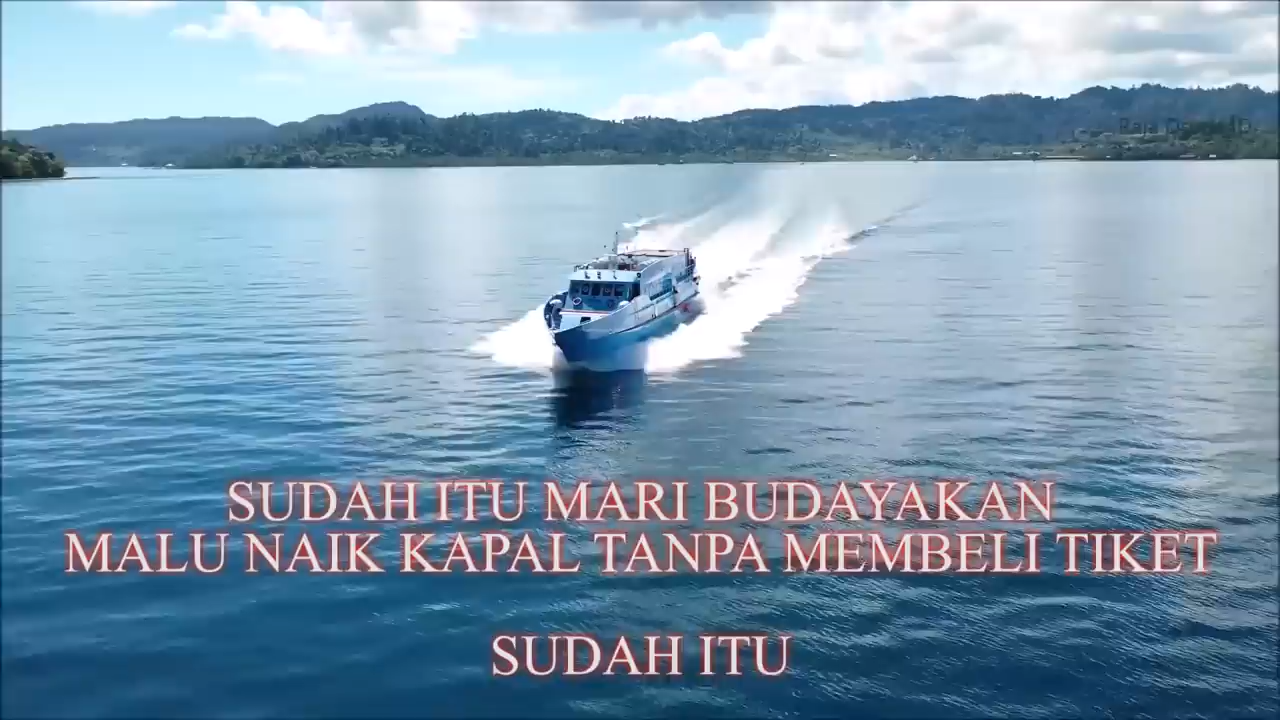 SUDAH ITU MARI BUDAYAKAN
MALU NAIK KAPAL TANPA MEMBELI TIKET
SUDAH ITU